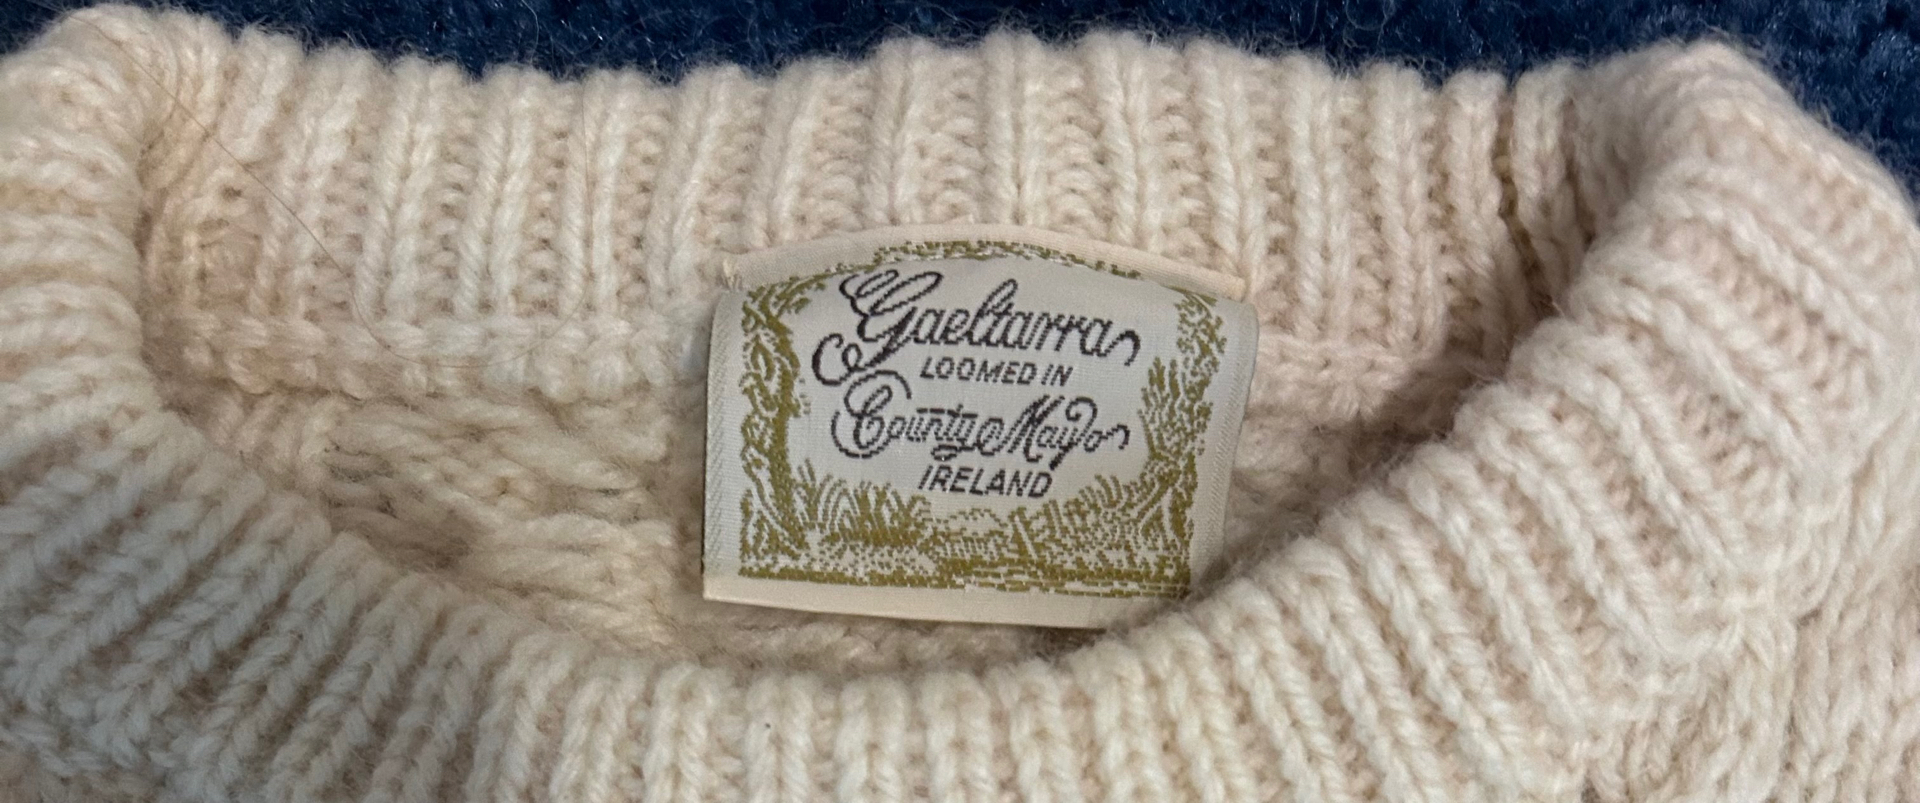 Gaeltarra
LOOMED IN
County Mayo
IRELAND